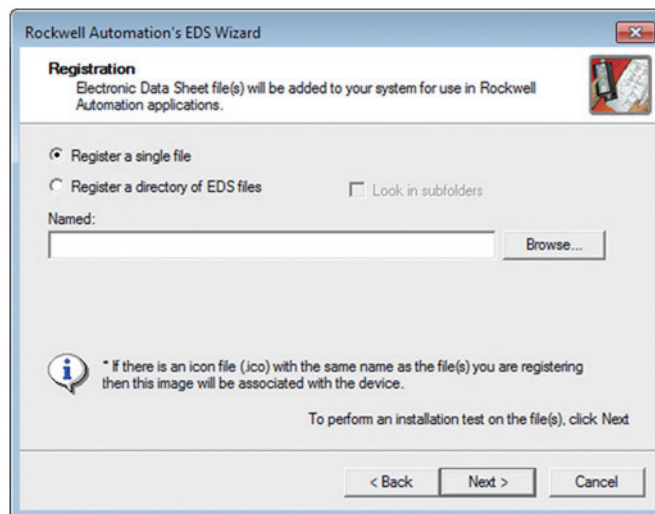 Rockwell Automation's EDS Wizard
Registration
Electronic Data Sheet file(s) will be added to your system for use in Rockwell
Automation applications.
Register a single file
Register a directory of EDS files
Look in subfolders
Named:
Browse...
* If there is an icon file (.ico) with the same name as the file(s) you are registering
then this image will be associated with the device.
To perform an installation test on the file(s), click Next
< Back
Next >
Cancel